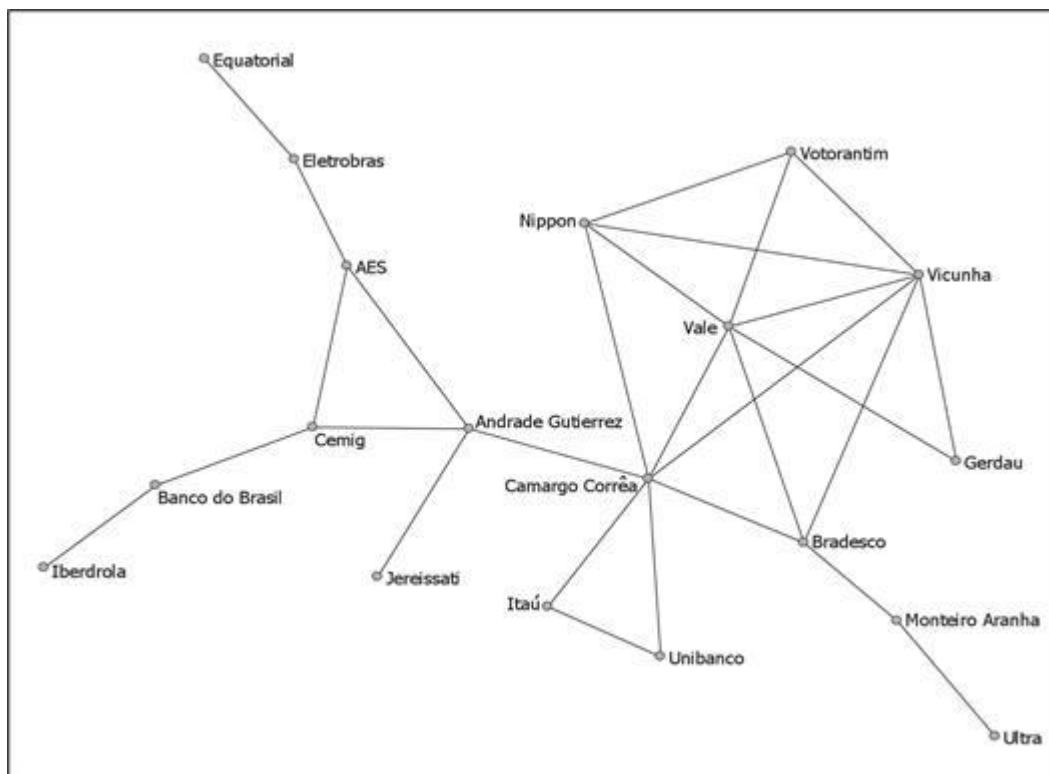 Equatorial
Eletrobras
Votorantim
Nippon
AES
Vicunha
Vale
Andrade Gutierrez
Cemig
Gerdau
Camargo Corrêa
Banco do Brasil
Bradesco
Iberdrola
Jereissati
Itaú
Monteiro Aranha
Unibanco
Ultra